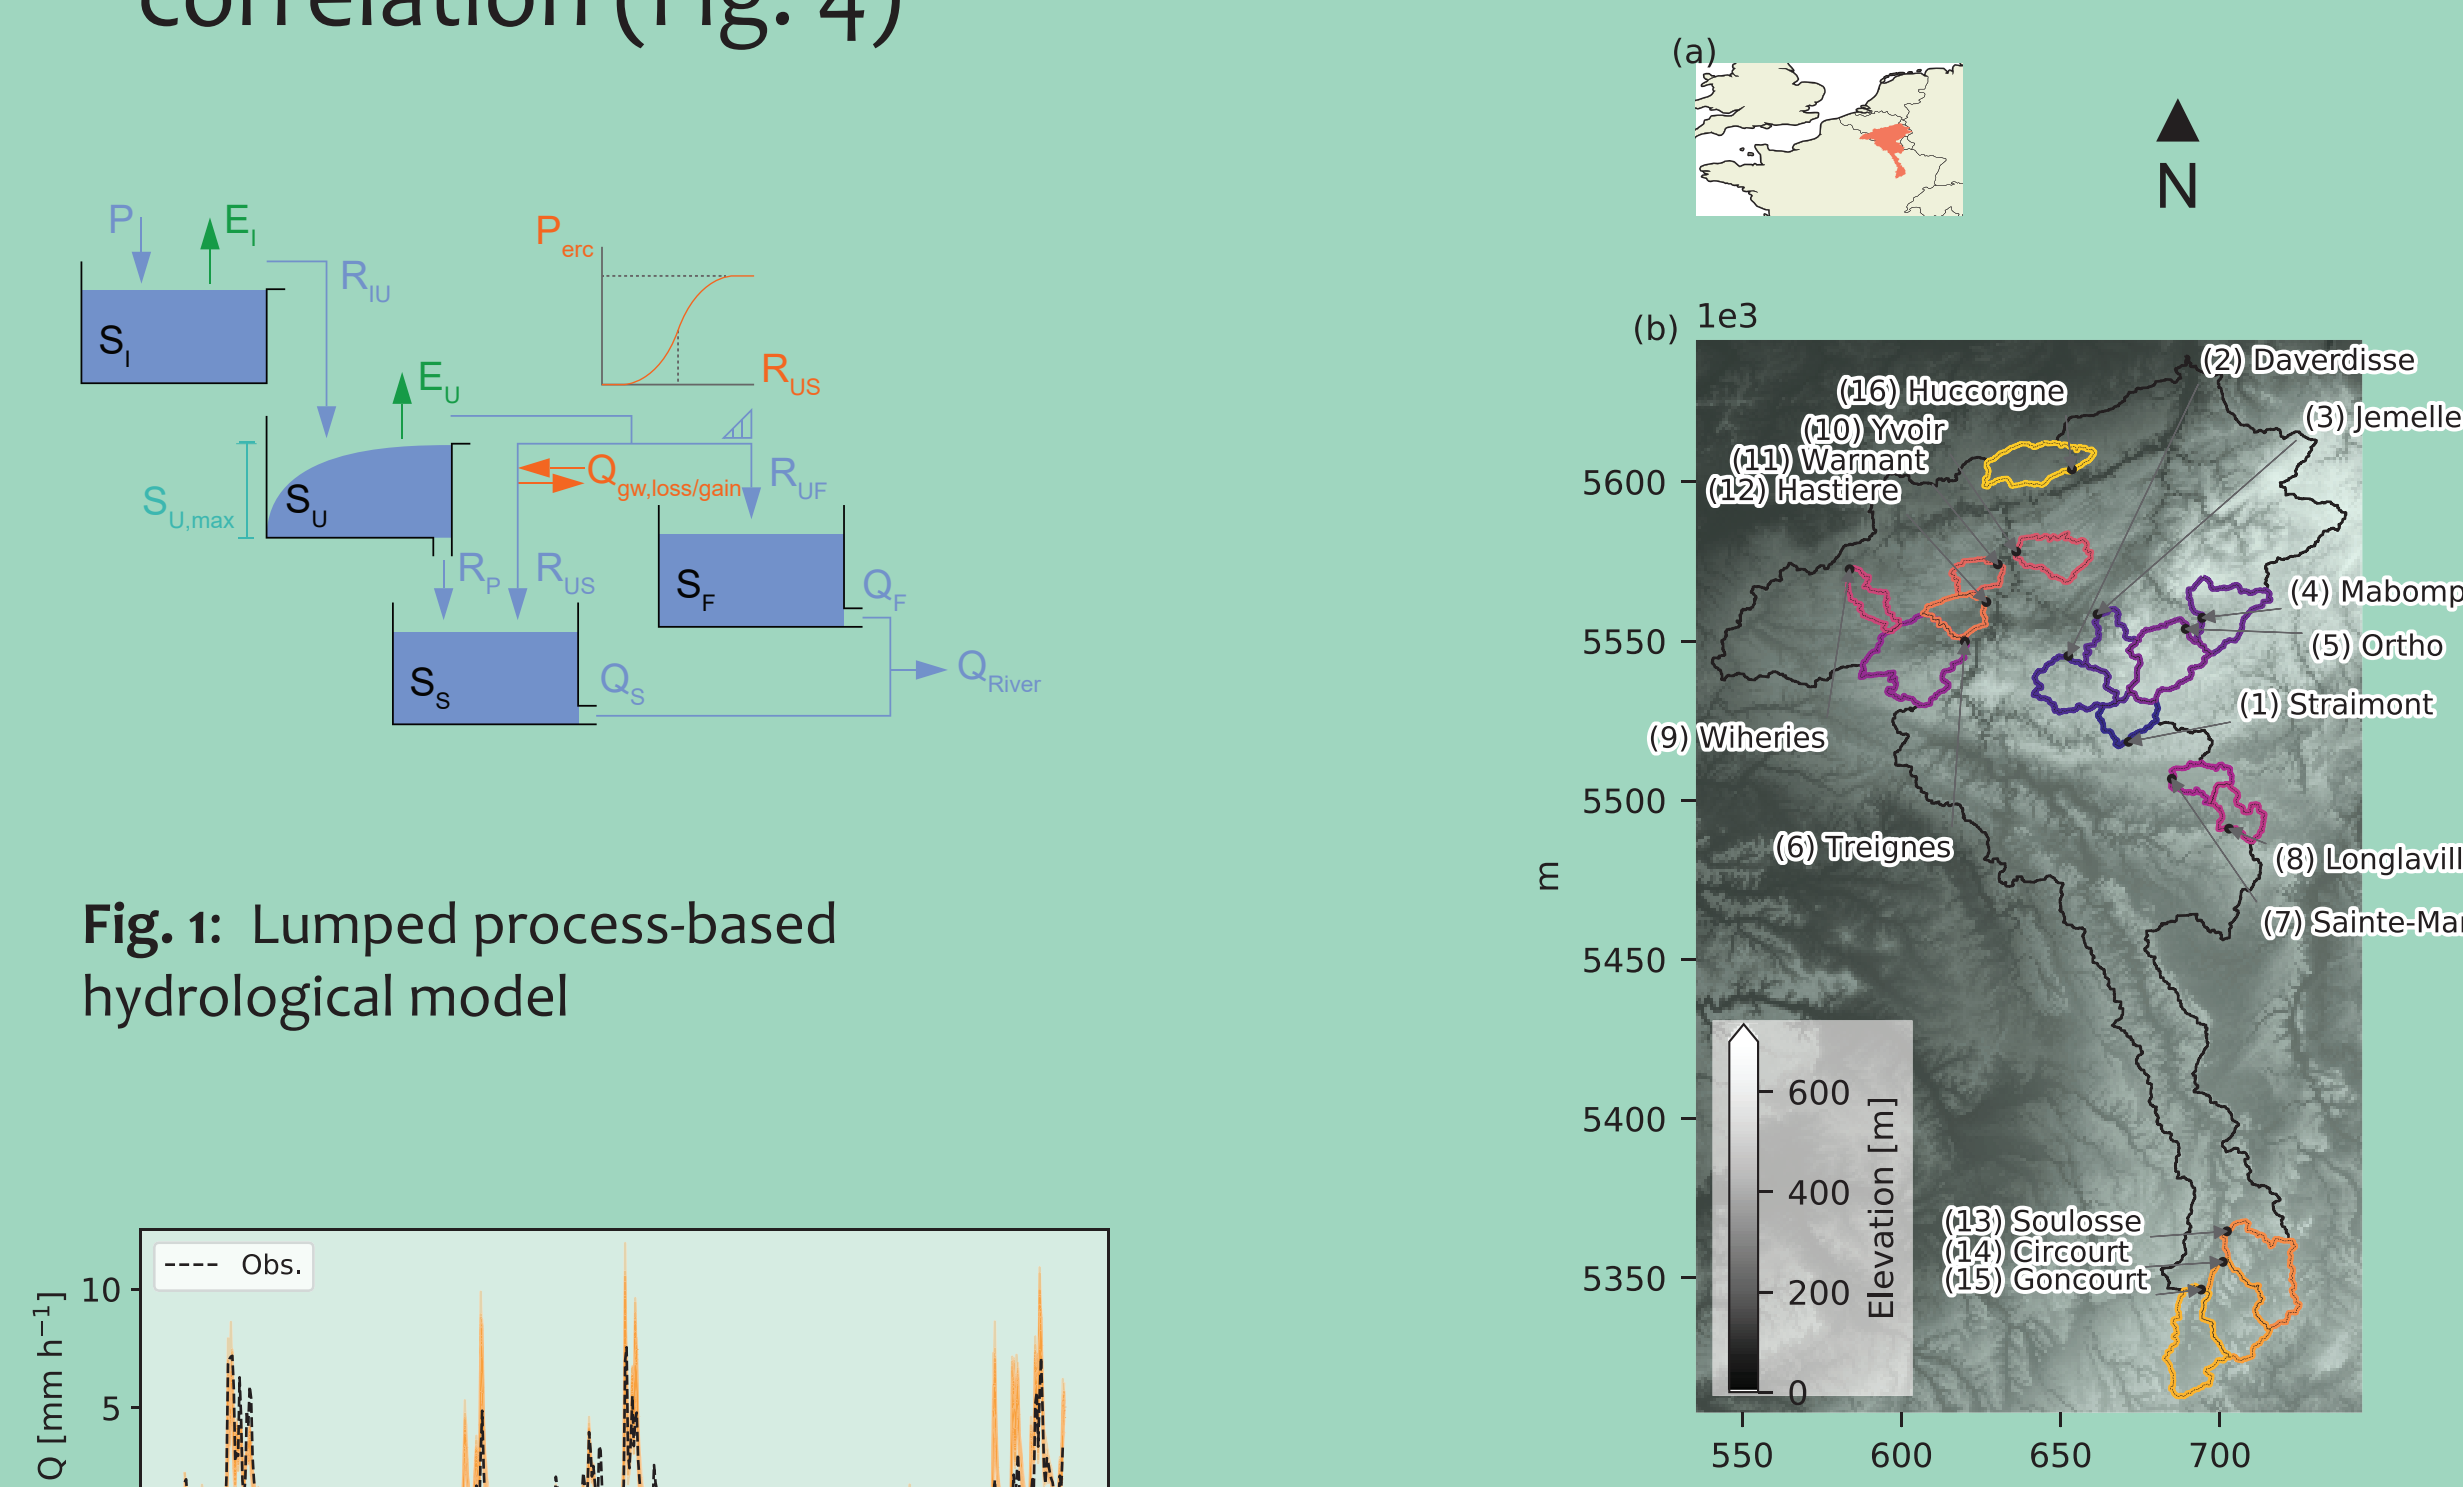 correlation (Fig. 4)
P
E_I
R_IU
S_I
P_erc
R_US
E_U
S_U,max
S_U
Q_gw,loss/gain
R_UF
R_P
R_US
S_F
Q_F
S_S
Q_S
Q_River
Fig. 1: Lumped process-based
hydrological model
Obs.
10
5
Q [mm h⁻¹]
(a)
N
(b)
1e3
(2) Daverdisse
(16) Huccorgne
(3) Jemelle
(10) Yvoir
(11) Warnant
(12) Hastiere
5600
(4) Mabomp
5550
(5) Ortho
(1) Straimont
(9) Wiheries
5500
(6) Treignes
(8) Longlavill
m
(7) Sainte-Mar
5450
5400
600
400
200
0
Elevation [m]
(13) Soulosse
(14) Circourt
(15) Goncourt
5350
550 600 650 700